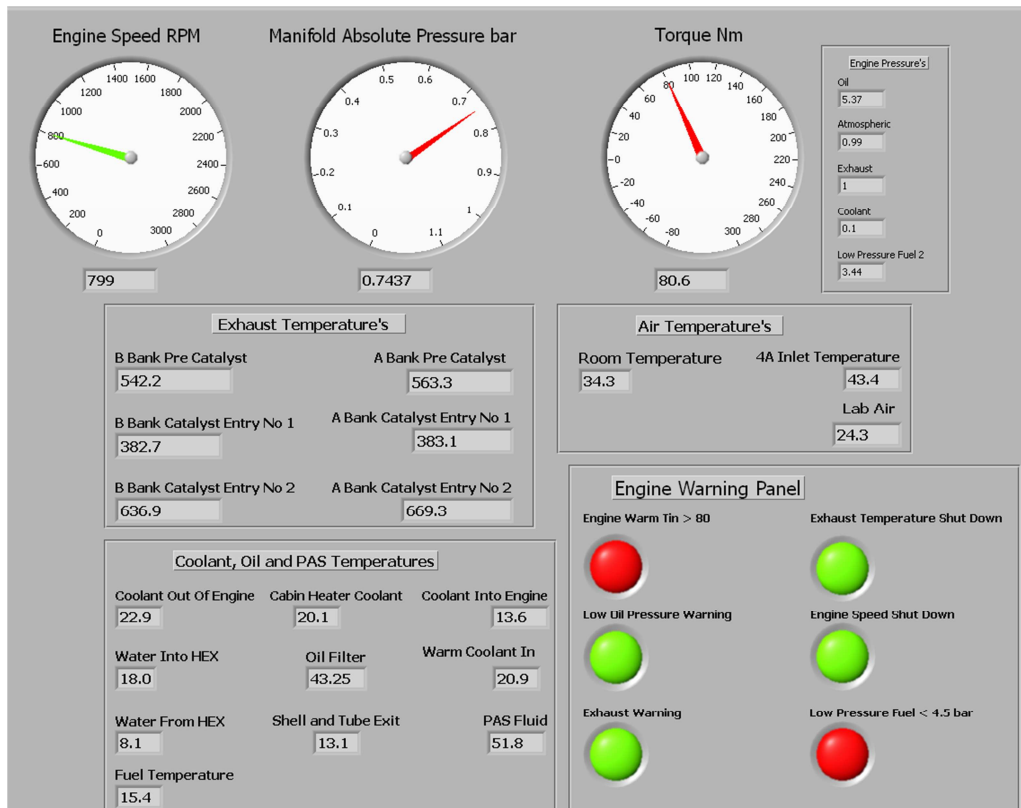 Engine Speed RPM
Manifold Absolute Pressure bar
Torque Nm
0
200
400
600
800
1000
1200
1400
1600
2200
2400
2600
2800
3000
799
0
0.1
0.2
0.3
0.4
0.5
0.6
0.7
0.8
0.9
1
1.1
0.7437
-80
-60
-40
-20
0
20
40
60
80
100
120
140
160
180
200
220
260
280
300
80.6
Engine Pressure's
Oil
5.37
Atmospheric
0.99
Exhaust
1
Coolant
0.1
Low Pressure Fuel 2
3.44
Exhaust Temperature's
B Bank Pre Catalyst
542.2
A Bank Pre Catalyst
563.3
B Bank Catalyst Entry No 1
382.7
A Bank Catalyst Entry No 1
383.1
B Bank Catalyst Entry No 2
636.9
A Bank Catalyst Entry No 2
669.3
Air Temperature's
Room Temperature
34.3
4A Inlet Temperature
43.4
Lab Air
24.3
Coolant, Oil and PAS Temperatures
Coolant Out Of Engine
22.9
Cabin Heater Coolant
20.1
Coolant Into Engine
13.6
Water Into HEX
18.0
Oil Filter
43.25
Warm Coolant In
20.9
Water From HEX
8.1
Shell and Tube Exit
13.1
PAS Fluid
51.8
Fuel Temperature
15.4
Engine Warning Panel
Engine Warm Tin > 80
Exhaust Temperature Shut Down
Low Oil Pressure Warning
Engine Speed Shut Down
Exhaust Warning
Low Pressure Fuel < 4.5 bar